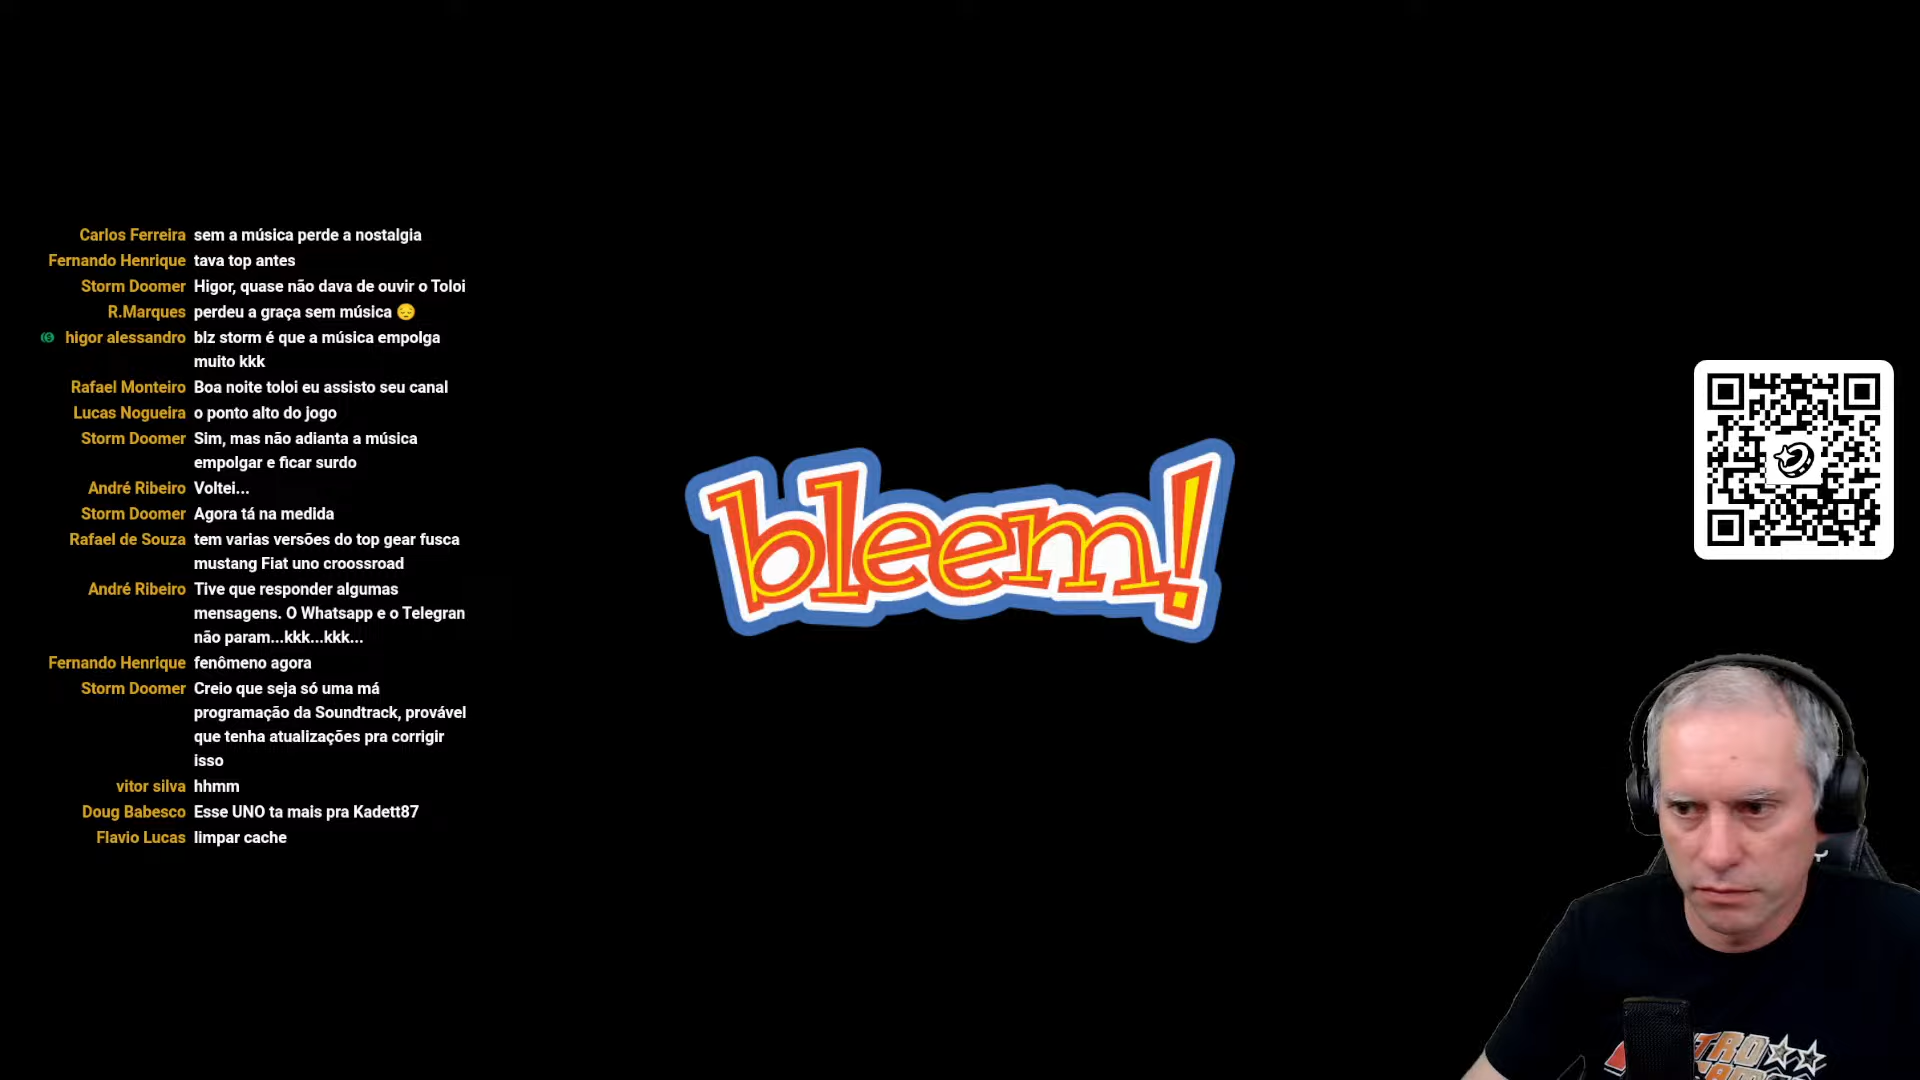 Carlos Ferreira sem a música perde a nostalgia
Fernando Henrique tava top antes
Storm Doomer Higor, quase não dava de ouvir o Toloi
R.Marques perdeu a graça sem música 😔
higor alessandro blz storm é que a música empolga
muito kkk
Rafael Monteiro Boa noite toloi eu assisto seu canal
Lucas Nogueira o ponto alto do jogo
Storm Doomer Sim, mas não adianta a música
empolgar e ficar surdo
André Ribeiro Voltei...
Storm Doomer Agora tá na medida
Rafael de Souza tem varias versões do top gear fusca
mustang Fiat uno croossroad
André Ribeiro Tive que responder algumas
mensagens. O Whatsapp e o Telegran
não param...kkk...kkk...
Fernando Henrique fenômeno agora
Storm Doomer Creio que seja só uma má
programação da Soundtrack, provável
que tenha atualizações pra corrigir
isso
vitor silva hhmm
Doug Babesco Esse UNO ta mais pra Kadett87
Flavio Lucas limpar cache
bleem!